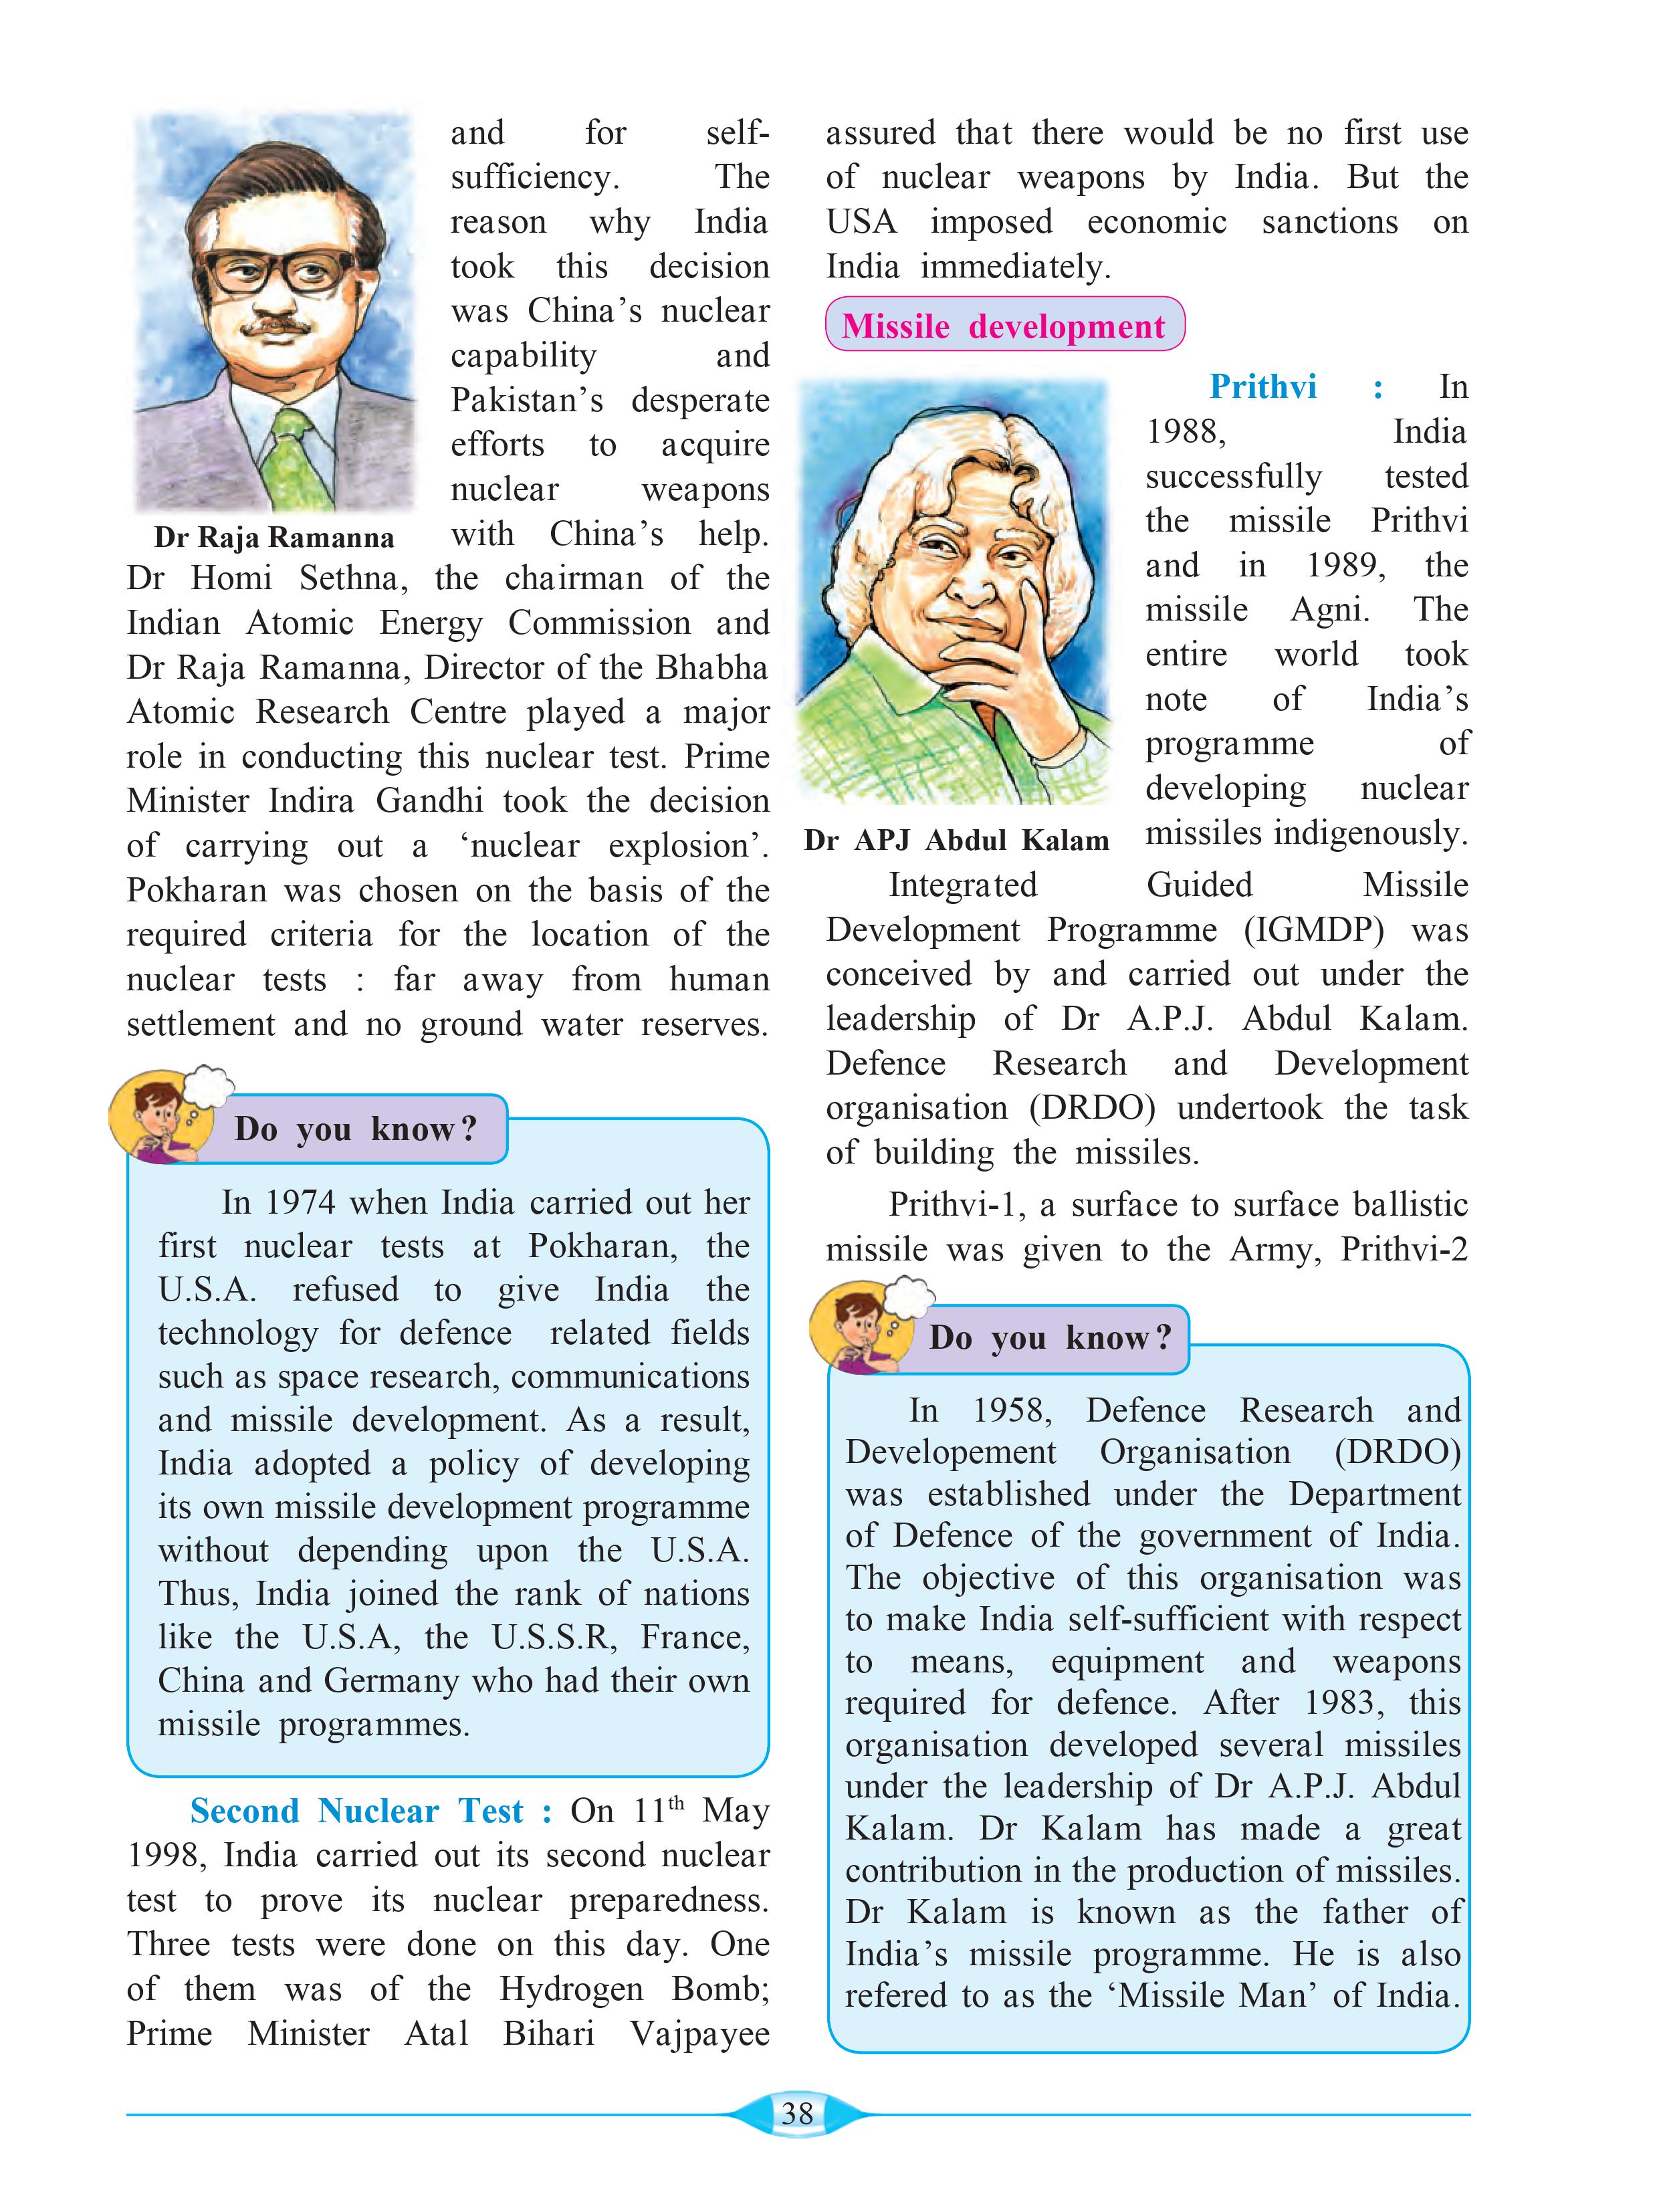 and for self-
sufficiency. The
reason why India
took this decision
was China’s nuclear
capability and
Pakistan’s desperate
efforts to acquire
nuclear weapons
with China’s help.
Dr Raja Ramanna
Dr Homi Sethna, the chairman of the
Indian Atomic Energy Commission and
Dr Raja Ramanna, Director of the Bhabha
Atomic Research Centre played a major
role in conducting this nuclear test. Prime
Minister Indira Gandhi took the decision
of carrying out a ‘nuclear explosion’.
Pokharan was chosen on the basis of the
required criteria for the location of the
nuclear tests : far away from human
settlement and no ground water reserves.
Do you know?
In 1974 when India carried out her
first nuclear tests at Pokharan, the
U.S.A. refused to give India the
technology for defence related fields
such as space research, communications
and missile development. As a result,
India adopted a policy of developing
its own missile development programme
without depending upon the U.S.A.
Thus, India joined the rank of nations
like the U.S.A, the U.S.S.R, France,
China and Germany who had their own
missile programmes.
Second Nuclear Test : On 11th May
1998, India carried out its second nuclear
test to prove its nuclear preparedness.
Three tests were done on this day. One
of them was of the Hydrogen Bomb;
Prime Minister Atal Bihari Vajpayee
assured that there would be no first use
of nuclear weapons by India. But the
USA imposed economic sanctions on
India immediately.
Missile development
Prithvi : In
1988, India
successfully tested
the missile Prithvi
and in 1989, the
missile Agni. The
entire world took
note of India’s
programme of
developing nuclear
missiles indigenously.
Dr APJ Abdul Kalam
Integrated Guided Missile
Development Programme (IGMDP) was
conceived by and carried out under the
leadership of Dr A.P.J. Abdul Kalam.
Defence Research and Development
organisation (DRDO) undertook the task
of building the missiles.
Prithvi-1, a surface to surface ballistic
missile was given to the Army, Prithvi-2
Do you know?
In 1958, Defence Research and
Developement Organisation (DRDO)
was established under the Department
of Defence of the government of India.
The objective of this organisation was
to make India self-sufficient with respect
to means, equipment and weapons
required for defence. After 1983, this
organisation developed several missiles
under the leadership of Dr A.P.J. Abdul
Kalam. Dr Kalam has made a great
contribution in the production of missiles.
Dr Kalam is known as the father of
India’s missile programme. He is also
refered to as the ‘Missile Man’ of India.
38